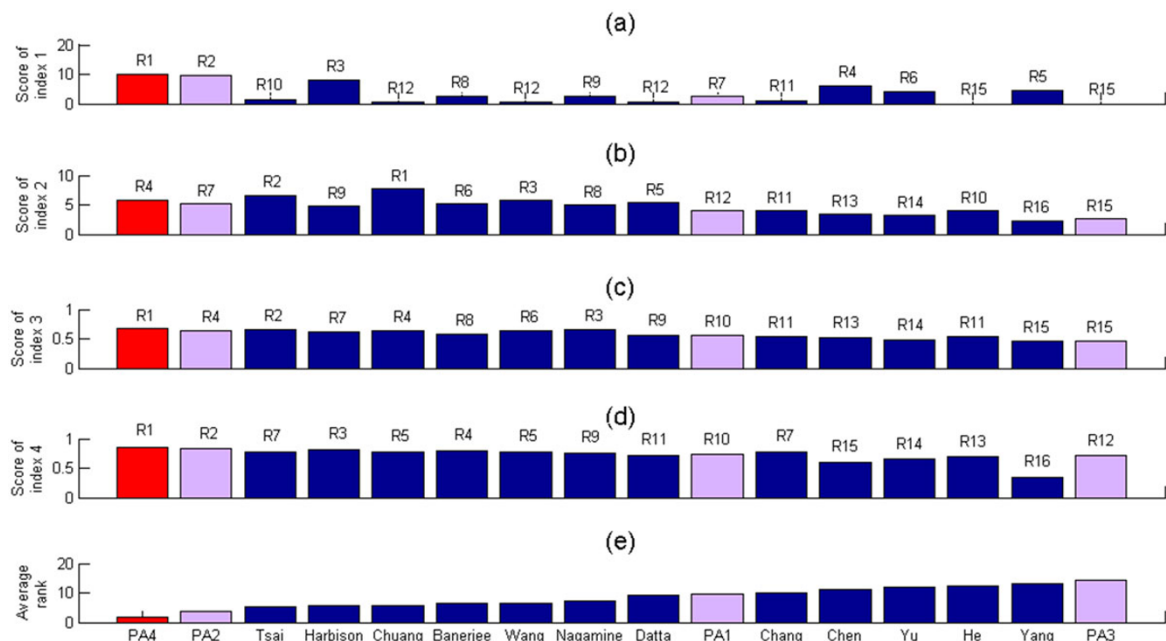 (a)
Score of
index 1
20
10
0
R1 R2 R10 R3 R12 R8 R12 R9 R12 R7 R11 R4 R6 R15 R5 R15
(b)
Score of
index 2
10
5
0
R4 R7 R2 R9 R1 R6 R3 R8 R5 R12 R11 R13 R14 R10 R16 R15
(c)
Score of
index 3
1
0.5
0
R1 R4 R2 R7 R4 R8 R6 R3 R9 R10 R11 R13 R14 R11 R15 R15
(d)
Score of
index 4
1
0.5
0
R1 R2 R7 R3 R5 R4 R5 R9 R11 R10 R7 R15 R14 R13 R16 R12
(e)
Average
rank
20
10
0
PA4 PA2 Tsai Harbison Chuang Banerjee Wang Nagamine Datta PA1 Chang Chen Yu He Yang PA3